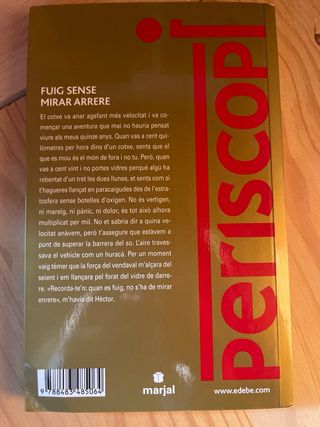 FUIG SENSE
MIRAR ARRERE
El cotxe va anar agafant més velocitat i va co-
mençar una aventura que mai no hauria pensat
viure als meus quinze anys. Quan vas a cent qui-
lòmetres per hora dins d'un cotxe, sents que el
que es mou és el món de fora i no tu. Però, quan
vas a cent vint i no portes vidres perquè algú ha
rebentat d'un tret les dues llunes, et sents com si
t'hagueres llançat en paracaigudes des de l'es-
tratosfera sense botelles d'oxigen. No és vertigen,
ni mareig, ni pànic, ni dolor, és tot això alhora
multiplicat per mil. No et sabria dir a quina ve-
locitat anàvem, però t'assegure que estàvem a
punt de superar la barrera del so. L'aire traves-
sava el vehicle com un huracà. Per un moment
vaig témer que la força del vendaval m'alçara del
seient i em llançara pel forat del vidre de darre-
re. «Recorda-te'n: quan es fuig, no s'ha de mirar
enrere», m'havia dit Héctor.
periscopi
9 788483 485064
marjal
www.edebe.com